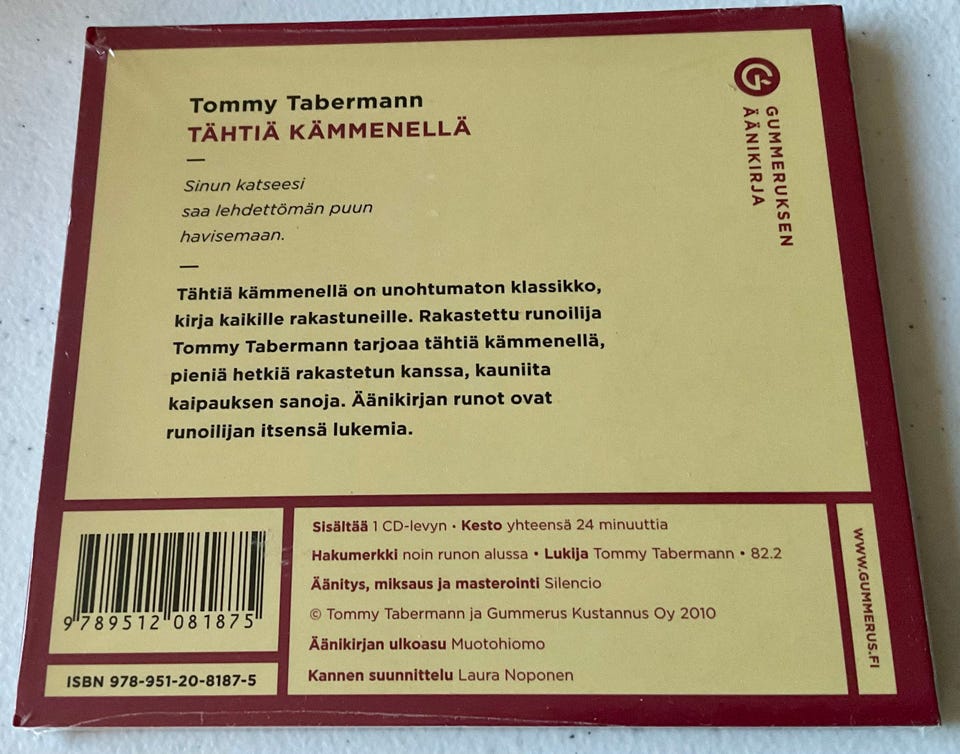 Tommy Tabermann
TÄHTIÄ KÄMMENELLÄ
—
Sinun katseesi
saa lehdettömän puun
havisemaan.
—
Tähtiä kämmenellä on unohtumaton klassikko,
kirja kaikille rakastuneille. Rakastettu runoilija
Tommy Tabermann tarjoaa tähtiä kämmenellä,
pieniä hetkiä rakastetun kanssa, kauniita
kaipauksen sanoja. Äänikirjan runot ovat
runoilijan itsensä lukemia.
G
GUMMERUKSEN
ÄÄNIKIRJA
9 789512 081875
ISBN 978-951-20-8187-5
Sisältää 1 CD-levyn · Kesto yhteensä 24 minuuttia
Hakumerkki noin runon alussa • Lukija Tommy Tabermann • 82.2
Äänitys, miksaus ja masterointi Silencio
© Tommy Tabermann ja Gummerus Kustannus Oy 2010
Äänikirjan ulkoasu Muotohiomo
Kannen suunnittelu Laura Noponen
WWW.GUMMERUS.FI